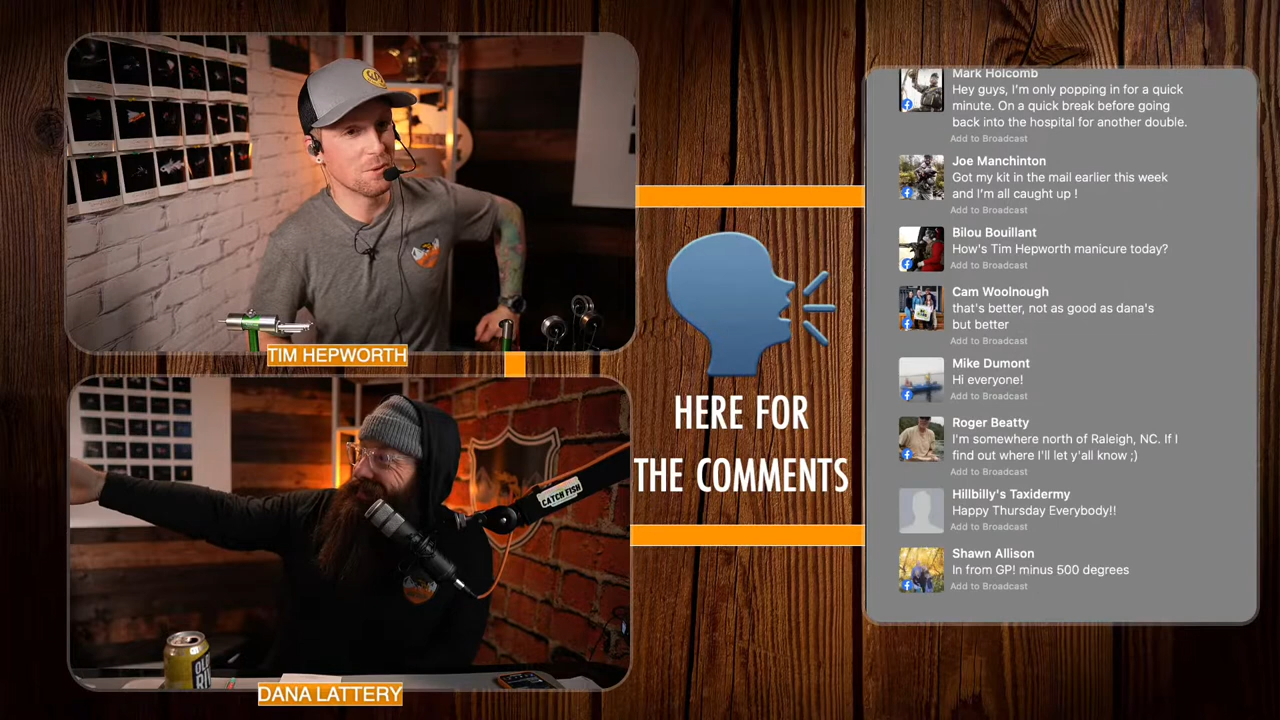 TIM HEPWORTH
CATCH FISH
DANA LATTERY
HERE FOR
THE COMMENTS
Mark Holcomb
Hey guys, I'm only popping in for a quick
minute. On a quick break before going
back into the hospital for another double.
Add to Broadcast
Joe Manchinton
Got my kit in the mail earlier this week
and I'm all caught up !
Add to Broadcast
Bilou Bouillant
How's Tim Hepworth manicure today?
Add to Broadcast
Cam Woolnough
that's better, not as good as dana's
but better
Add to Broadcast
Mike Dumont
Hi everyone!
Add to Broadcast
Roger Beatty
I'm somewhere north of Raleigh, NC. If I
find out where I'll let y'all know ;)
Add to Broadcast
Hillbilly's Taxidermy
Happy Thursday Everybody!!
Add to Broadcast
Shawn Allison
In from GP! minus 500 degrees
Add to Broadcast